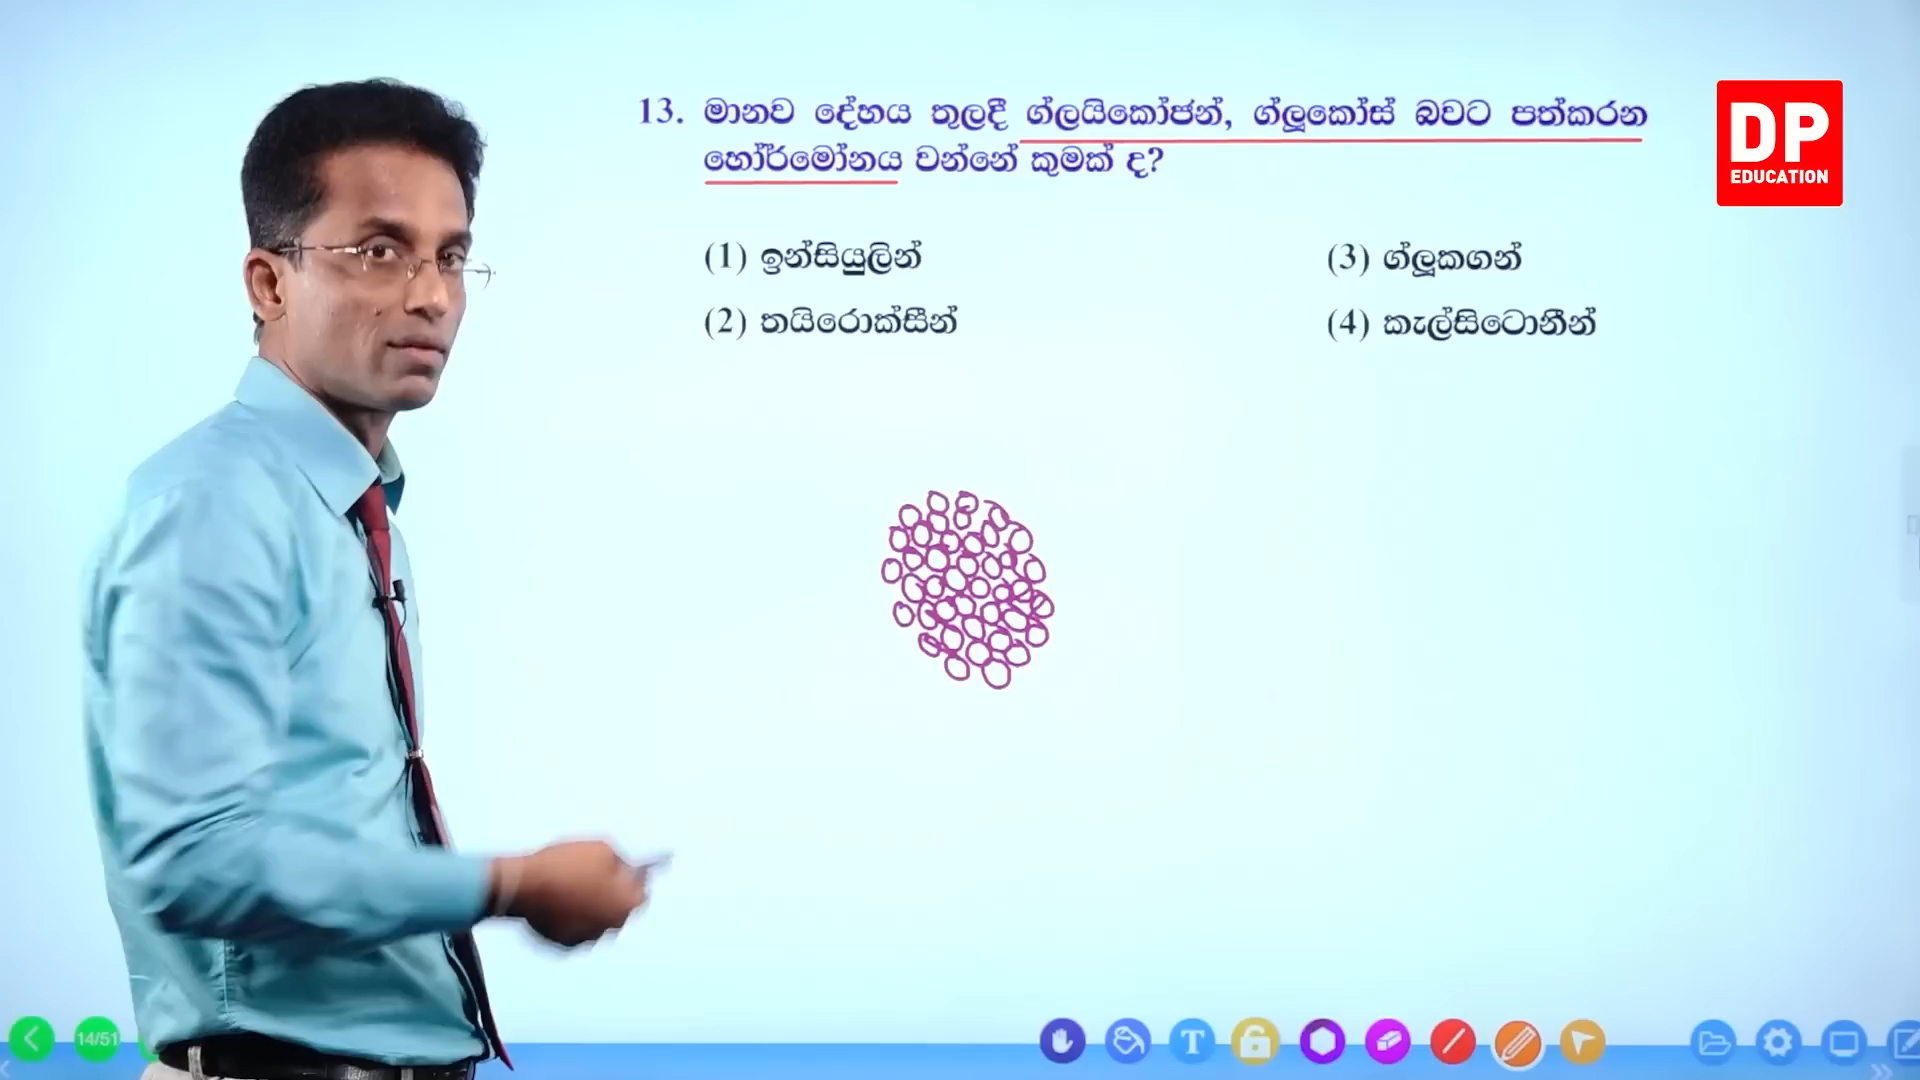 13. මානව දේහය තුලදී ග්ලයිකෝජන්, ග්ලූකෝස් බවට පත්කරන
හෝර්මෝනය වන්නේ කුමක් ද?
(1) ඉන්සියුලින්
(3) ග්ලූකගන්
(2) තයිරොක්සීන්
(4) කැල්සිටොනීන්
DP
EDUCATION
14/51
T